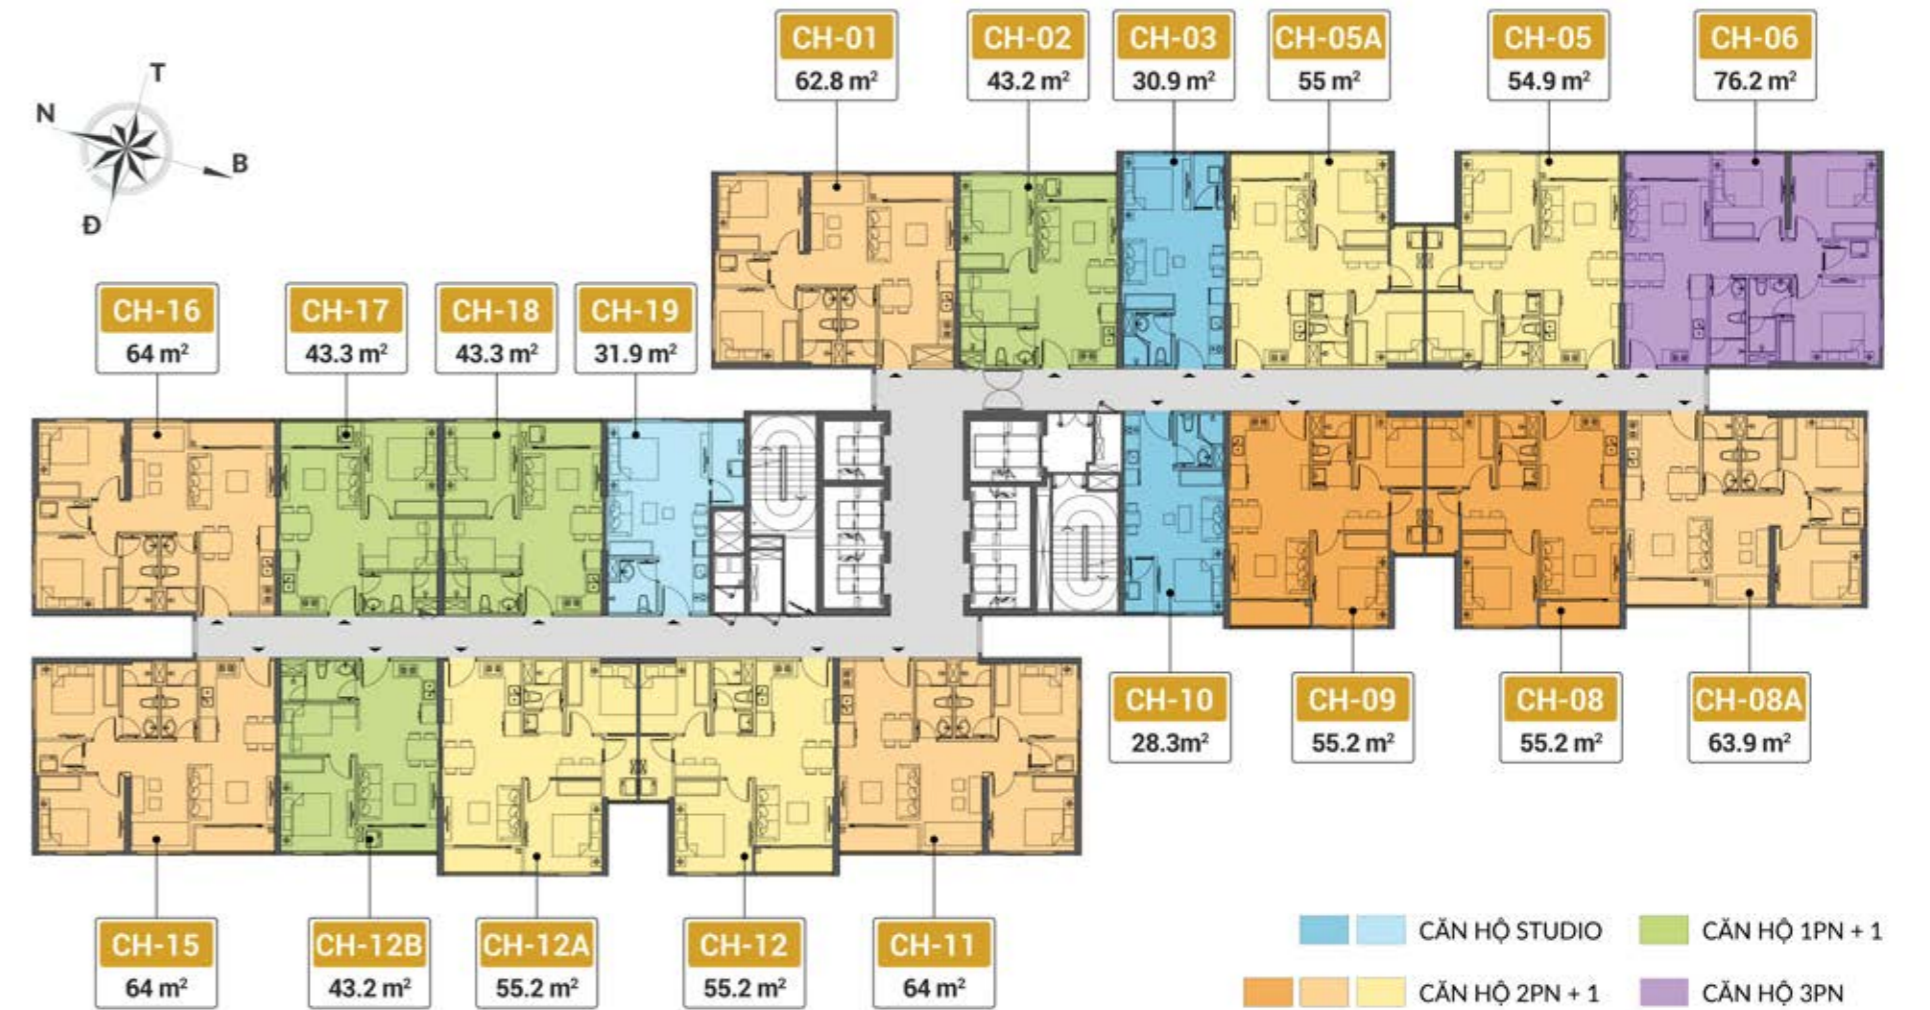 CH-01
62.8 m²
CH-02
43.2 m²
CH-03
30.9 m²
CH-05A
55 m²
CH-05
54.9 m²
CH-06
76.2 m²
T
N
B
Đ
CH-16
64 m²
CH-17
43.3 m²
CH-18
43.3 m²
CH-19
31.9 m²
CH-10
28.3m²
CH-09
55.2 m²
CH-08
55.2 m²
CH-08A
63.9 m²
CH-15
64 m²
CH-12B
43.2 m²
CH-12A
55.2 m²
CH-12
55.2 m²
CH-11
64 m²
CĂN HỘ STUDIO
CĂN HỘ 1PN + 1
CĂN HỘ 2PN + 1
CĂN HỘ 3PN